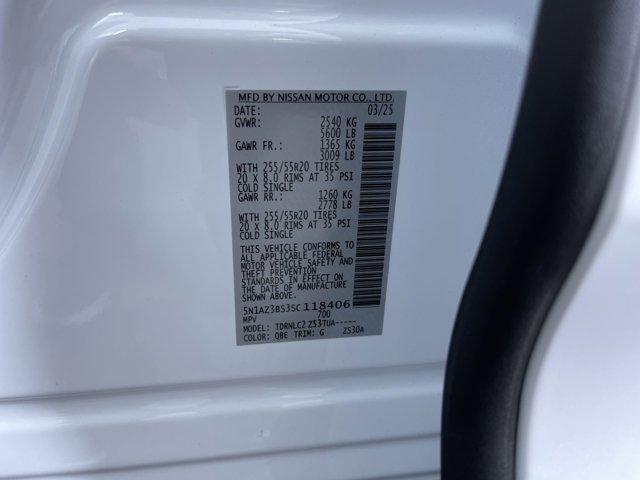 MFD BY NISSAN MOTOR CO., LTD.
DATE: 03/25
GVWR: 2540 KG
5600 LB
GAWR FR.: 1365 KG
3009 LB
WITH 255/55R20 TIRES
20 X 8.0 RIMS AT 35 PSI
COLD SINGLE
GAWR RR.: 1260 KG
2778 LB
WITH 255/55R20 TIRES
20 X 8.0 RIMS AT 35 PSI
COLD SINGLE
THIS VEHICLE CONFORMS TO
ALL APPLICABLE FEDERAL
MOTOR VEHICLE SAFETY AND
THEFT PREVENTION
STANDARDS IN EFFECT ON
THE DATE OF MANUFACTURE.
5N1AZ3BS3SC118406
MPV 700
MODEL: TDRNLC2 ZS3TUA-----
COLOR: QBE TRIM: G ZS30A